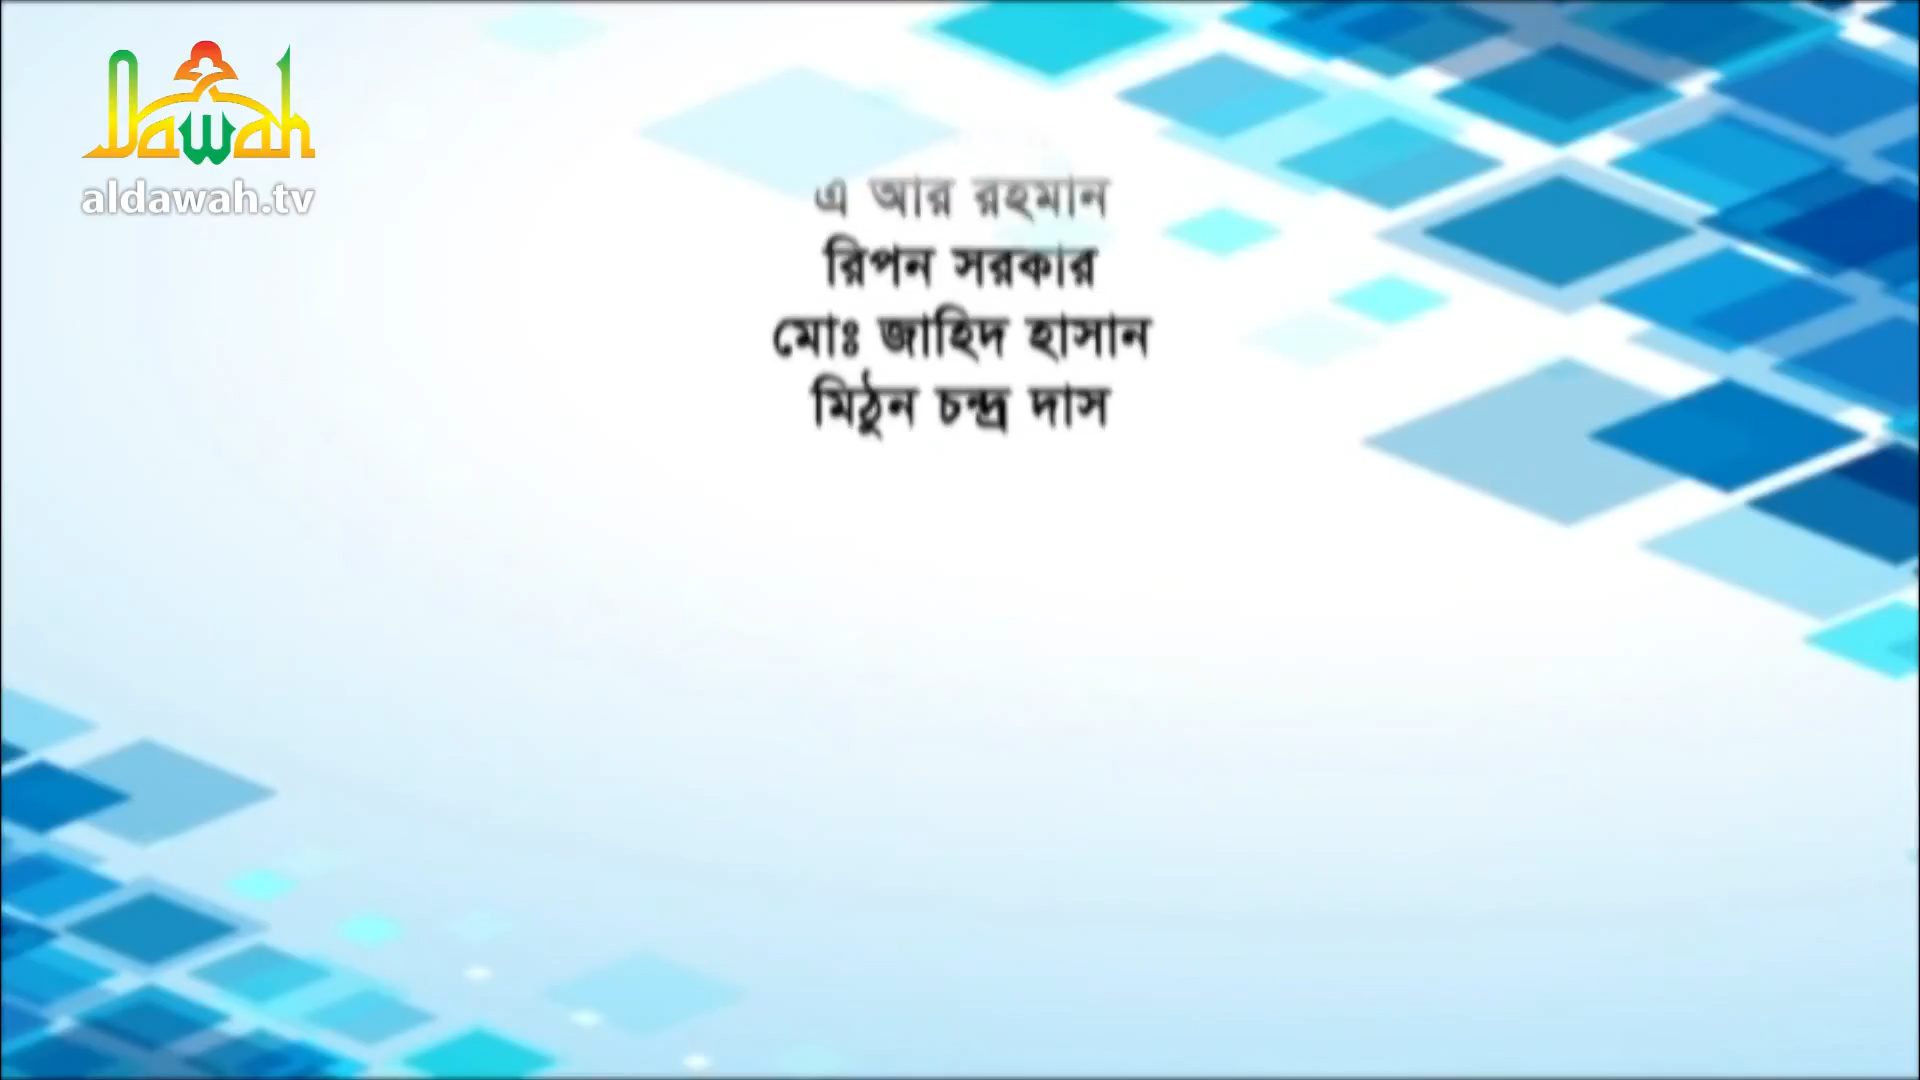 Dawah
aldawah.tv
এ আর রহমান
রিপন সরকার
মোঃ জাহিদ হাসান
মিঠুন চন্দ্র দাস